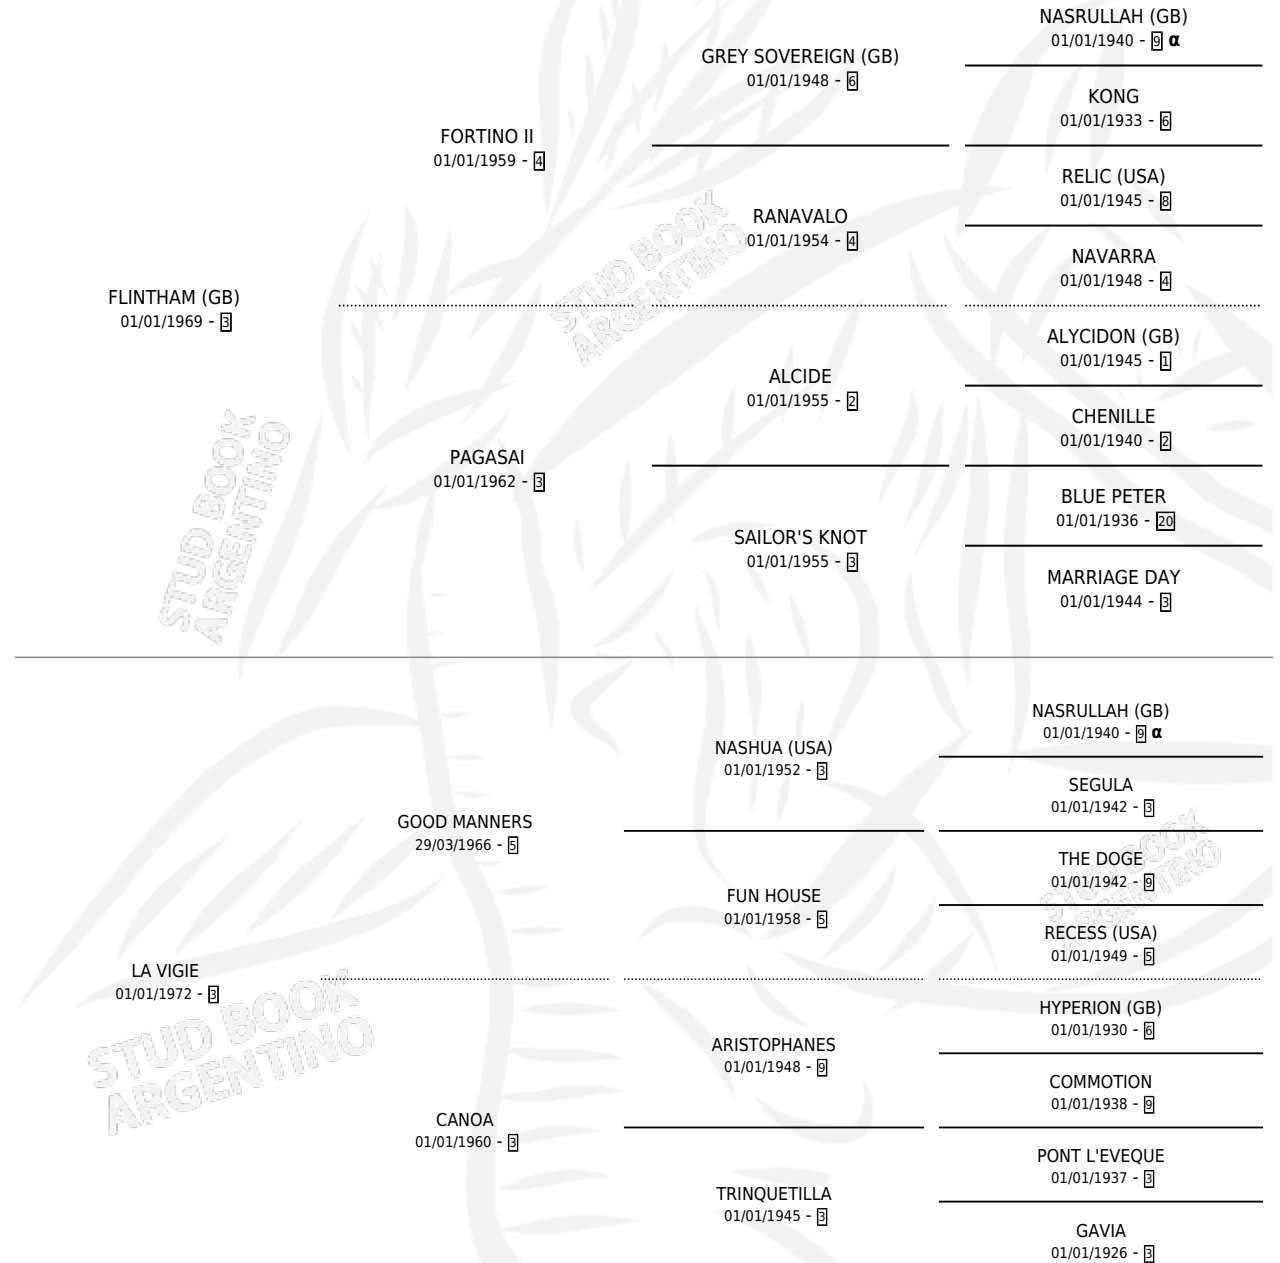 NASRULLAH (GB)
01/01/1940 - 9 α
GREY SOVEREIGN (GB)
01/01/1948 - 6
KONG
01/01/1933 - 6
FORTINO II
01/01/1959 - 4
RELIC (USA)
01/01/1945 - 8
RANAVALO
01/01/1954 - 4
NAVARRA
01/01/1948 - 4
FLINTHAM (GB)
01/01/1969 - 3
ALYCIDON (GB)
01/01/1945 - 1
ALCIDE
01/01/1955 - 2
CHENILLE
01/01/1940 - 2
PAGASAI
01/01/1962 - 3
BLUE PETER
01/01/1936 - 20
SAILOR'S KNOT
01/01/1955 - 3
MARRIAGE DAY
01/01/1944 - 3
STUD BOOK
ARGENTINO
STUD BOOK
ARGENTINO
NASRULLAH (GB)
01/01/1940 - 9 α
NASHUA (USA)
01/01/1952 - 3
SEGULA
01/01/1942 - 3
GOOD MANNERS
29/03/1966 - 5
THE DOGE
01/01/1942 - 9
FUN HOUSE
01/01/1958 - 5
RECESS (USA)
01/01/1949 - 5
STUD BOOK
ARGENTINO
LA VIGIE
01/01/1972 - 3
HYPERION (GB)
01/01/1930 - 6
ARISTOPHANES
01/01/1948 - 9
COMMOTION
01/01/1938 - 9
CANOA
01/01/1960 - 3
PONT L'EVEQUE
01/01/1937 - 3
TRINQUETILLA
01/01/1945 - 3
GAVIA
01/01/1926 - 3
STUD BOOK
ARGENTINO